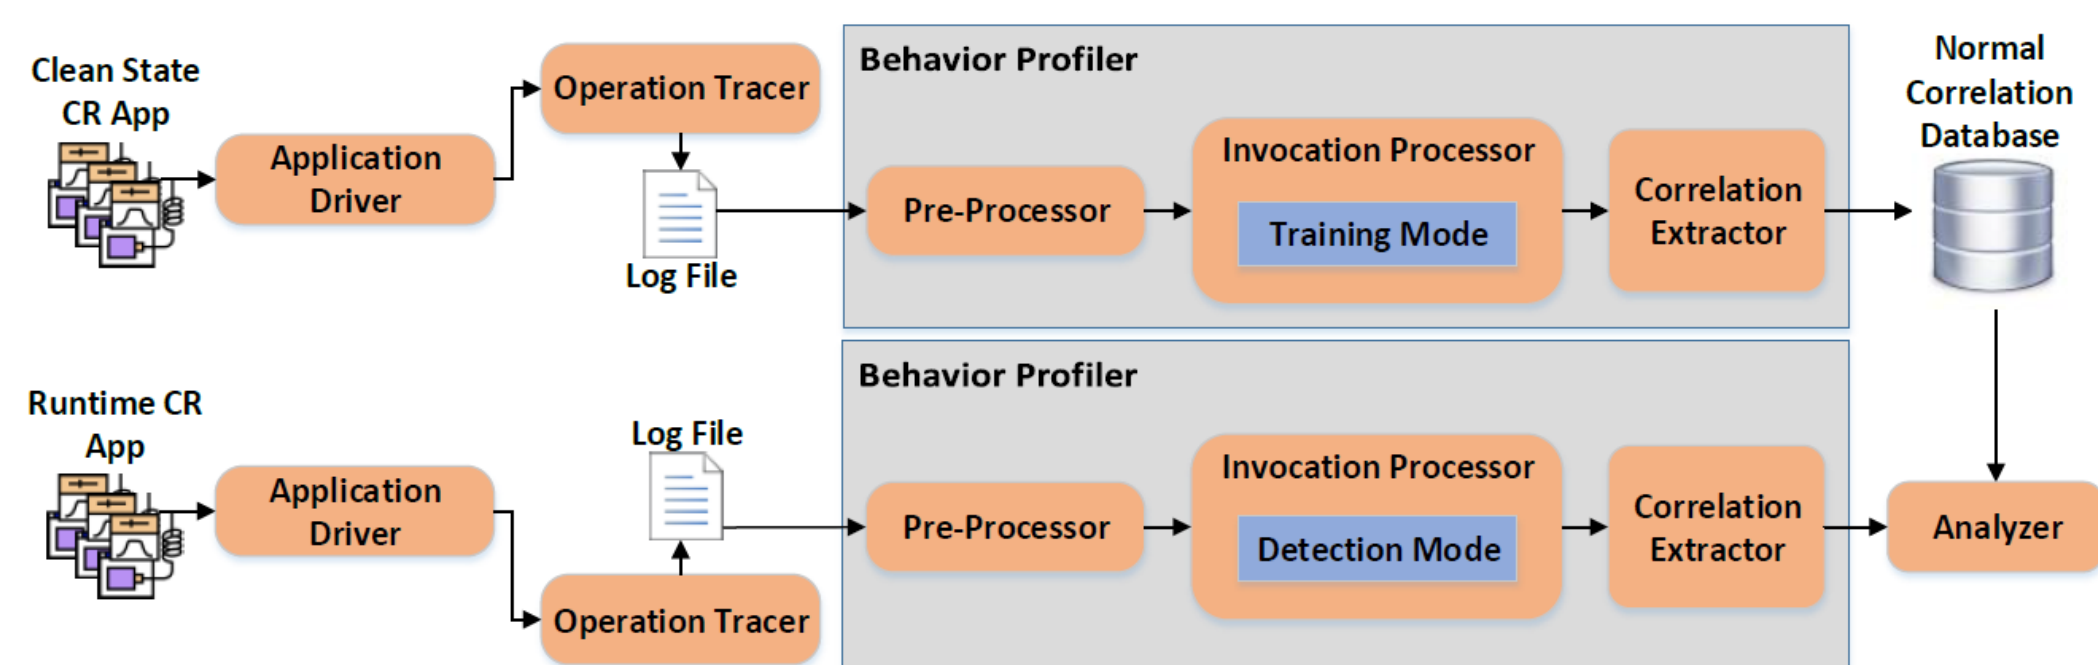 Clean State
CR App
Application
Driver
Operation Tracer
Log File
Behavior Profiler
Pre-Processor
Invocation Processor
Training Mode
Correlation
Extractor
Normal
Correlation
Database
Runtime CR
App
Application
Driver
Operation Tracer
Log File
Behavior Profiler
Pre-Processor
Invocation Processor
Detection Mode
Correlation
Extractor
Analyzer